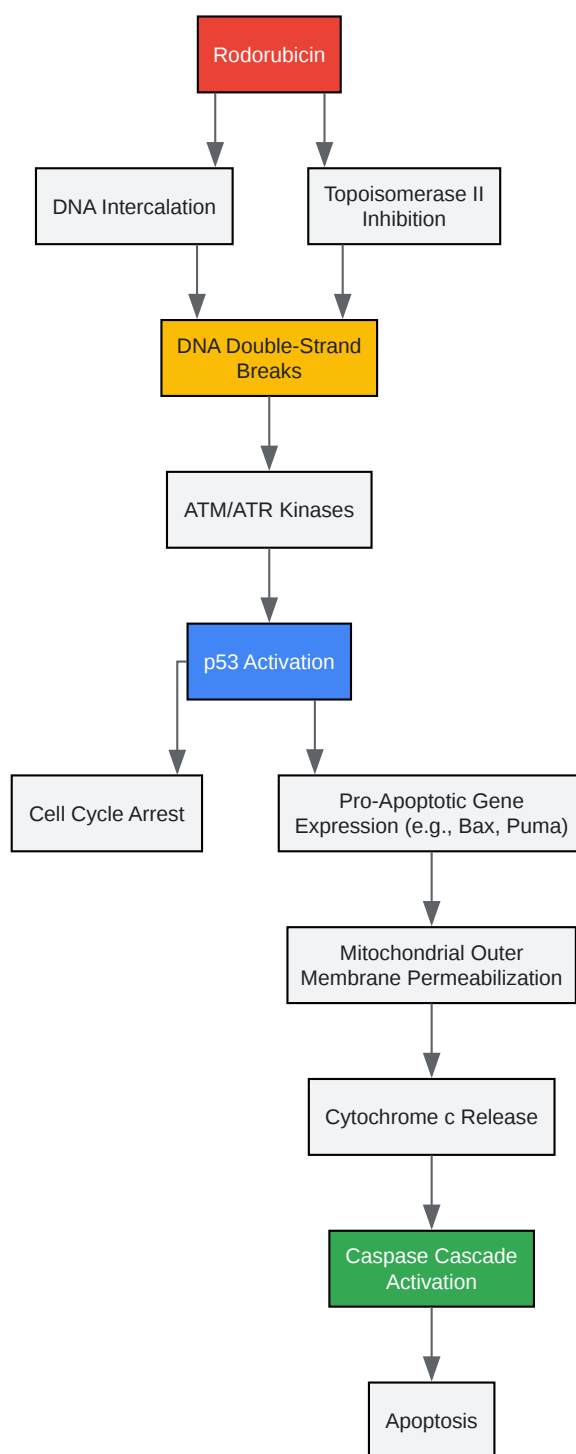 Rodorubicin
DNA Intercalation
Topoisomerase II
Inhibition
DNA Double-Strand
Breaks
ATM/ATR Kinases
p53 Activation
Cell Cycle Arrest
Pro-Apoptotic Gene
Expression (e.g., Bax, Puma)
Mitochondrial Outer
Membrane Permeabilization
Cytochrome c Release
Caspase Cascade
Activation
Apoptosis